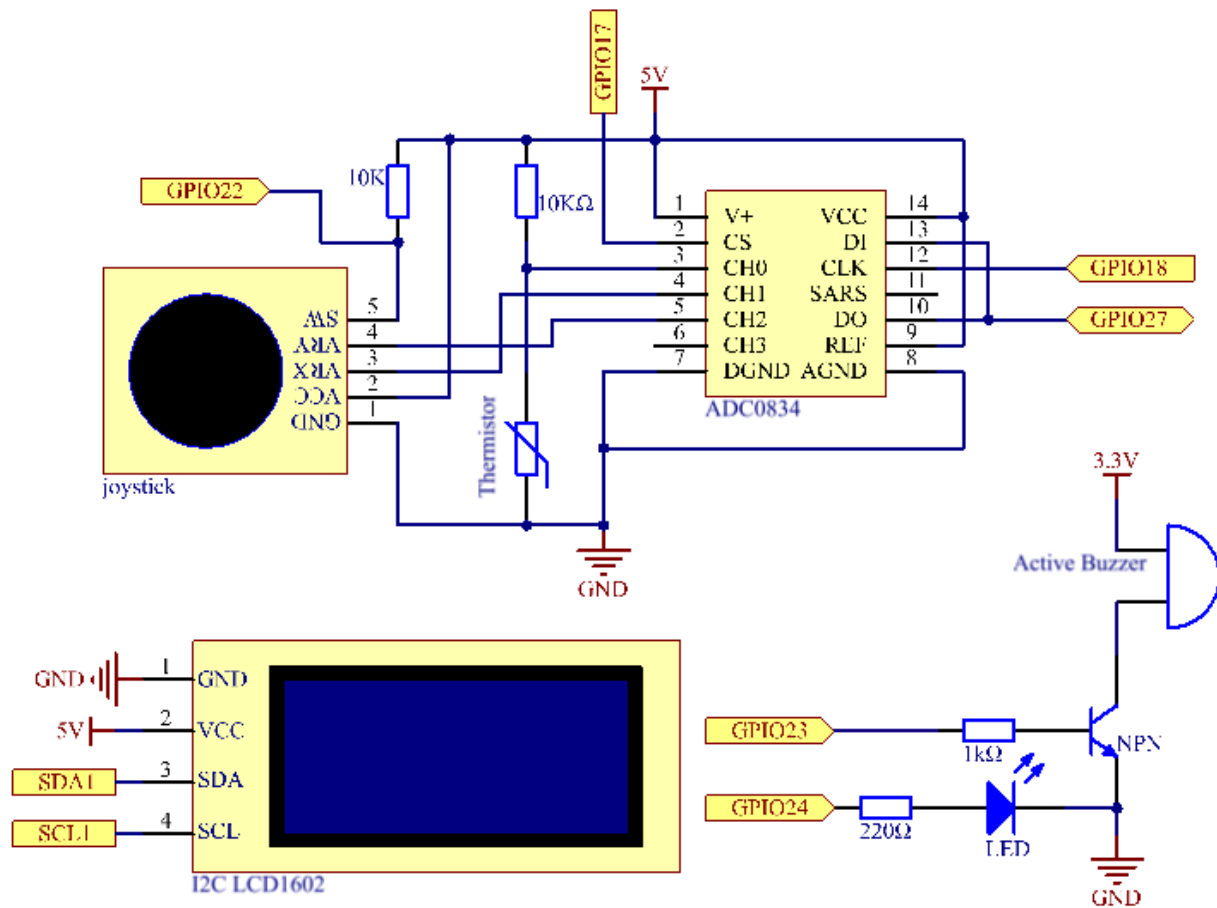 GPIO17
5V
10K
10KΩ
GPIO22
1 V+ VCC 14
2 CS DI 13
3 CH0 CLK 12
4 CH1 SARS 11
5 CH2 DO 10
6 CH3 REF 9
7 DGND AGND 8
ADC0834
GPIO18
GPIO27
SW 5
VRY 4
VRX 3
VCC 2
GND 1
joystick
Thermistor
GND
3.3V
Active Buzzer
GND 1 GND
5V 2 VCC
SDA1 3 SDA
SCL1 4 SCL
I2C LCD1602
GPIO23
1kΩ
NPN
GPIO24
220Ω
LED
GND